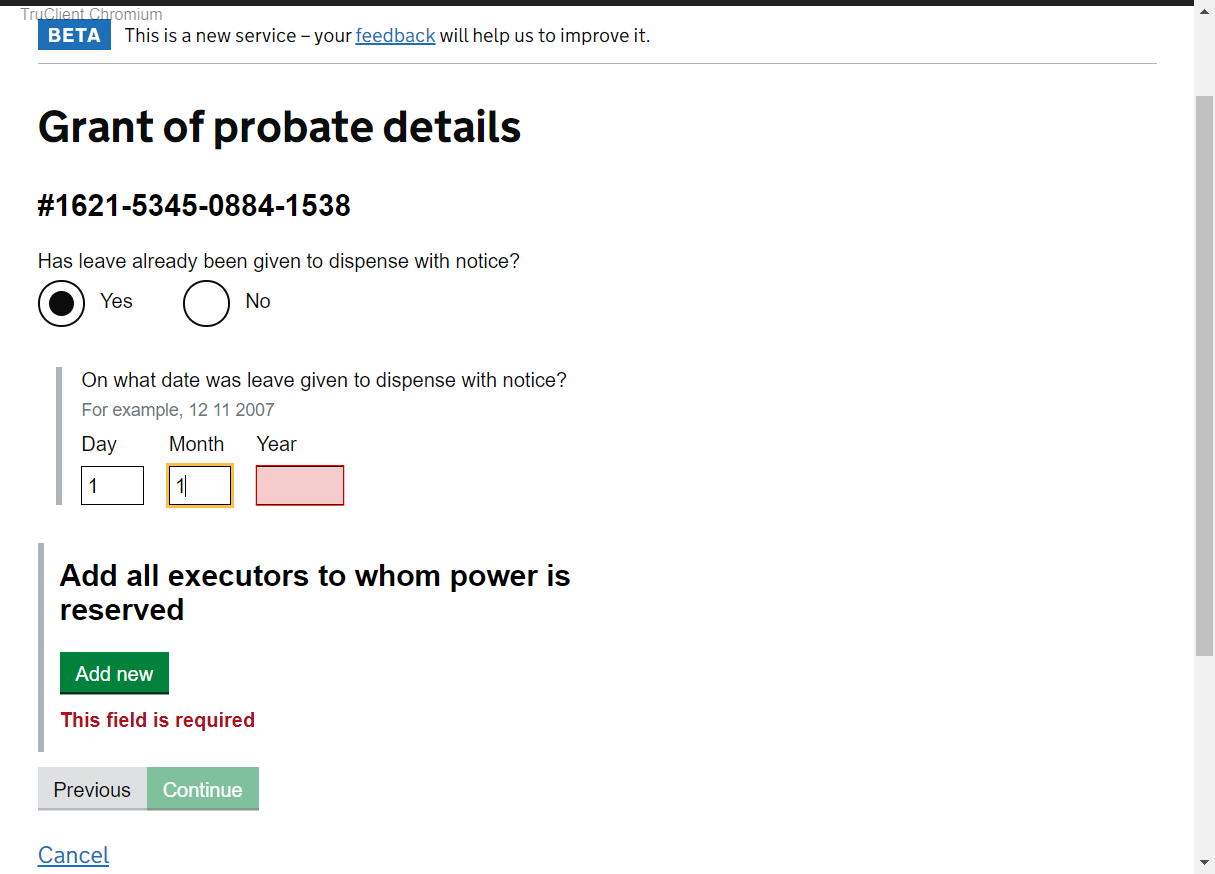 TruClient Chromium
BETA This is a new service – your feedback will help us to improve it.
Grant of probate details
#1621-5345-0884-1538
Has leave already been given to dispense with notice?
Yes No
On what date was leave given to dispense with notice?
For example, 12 11 2007
Day Month Year
1 1
Add all executors to whom power is
reserved
Add new
This field is required
Previous Continue
Cancel